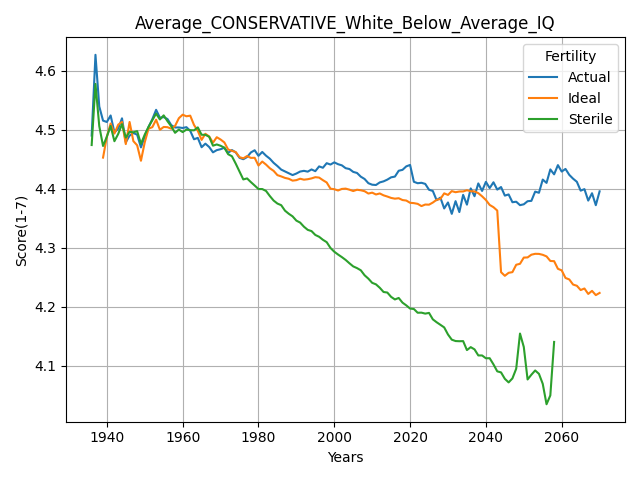 Average_CONSERVATIVE_White_Below_Average_IQ
Fertility
Actual
Ideal
Sterile
Score(1-7)
4.6
4.5
4.4
4.3
4.2
4.1
1940 1960 1980 2000 2020 2040 2060
Years